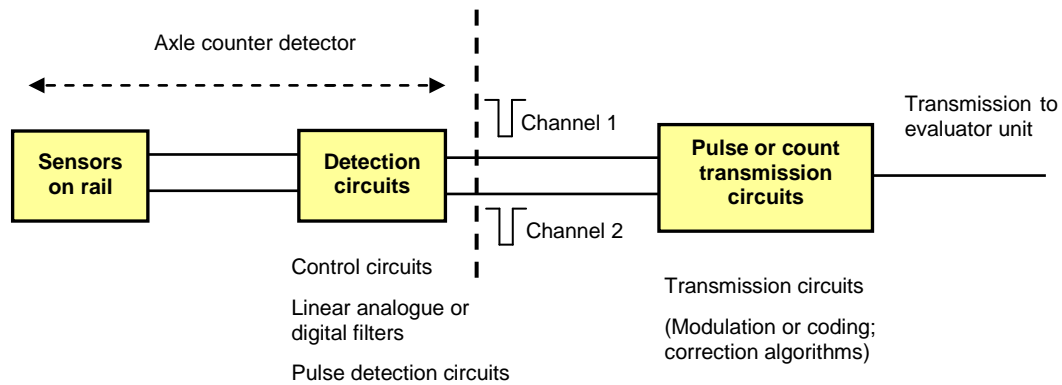 Axle counter detector
Sensors
on rail
Detection
circuits
Channel 1
Channel 2
Pulse or count
transmission
circuits
Transmission to
evaluator unit
Control circuits
Linear analogue or
digital filters
Pulse detection circuits
Transmission circuits
(Modulation or coding;
correction algorithms)